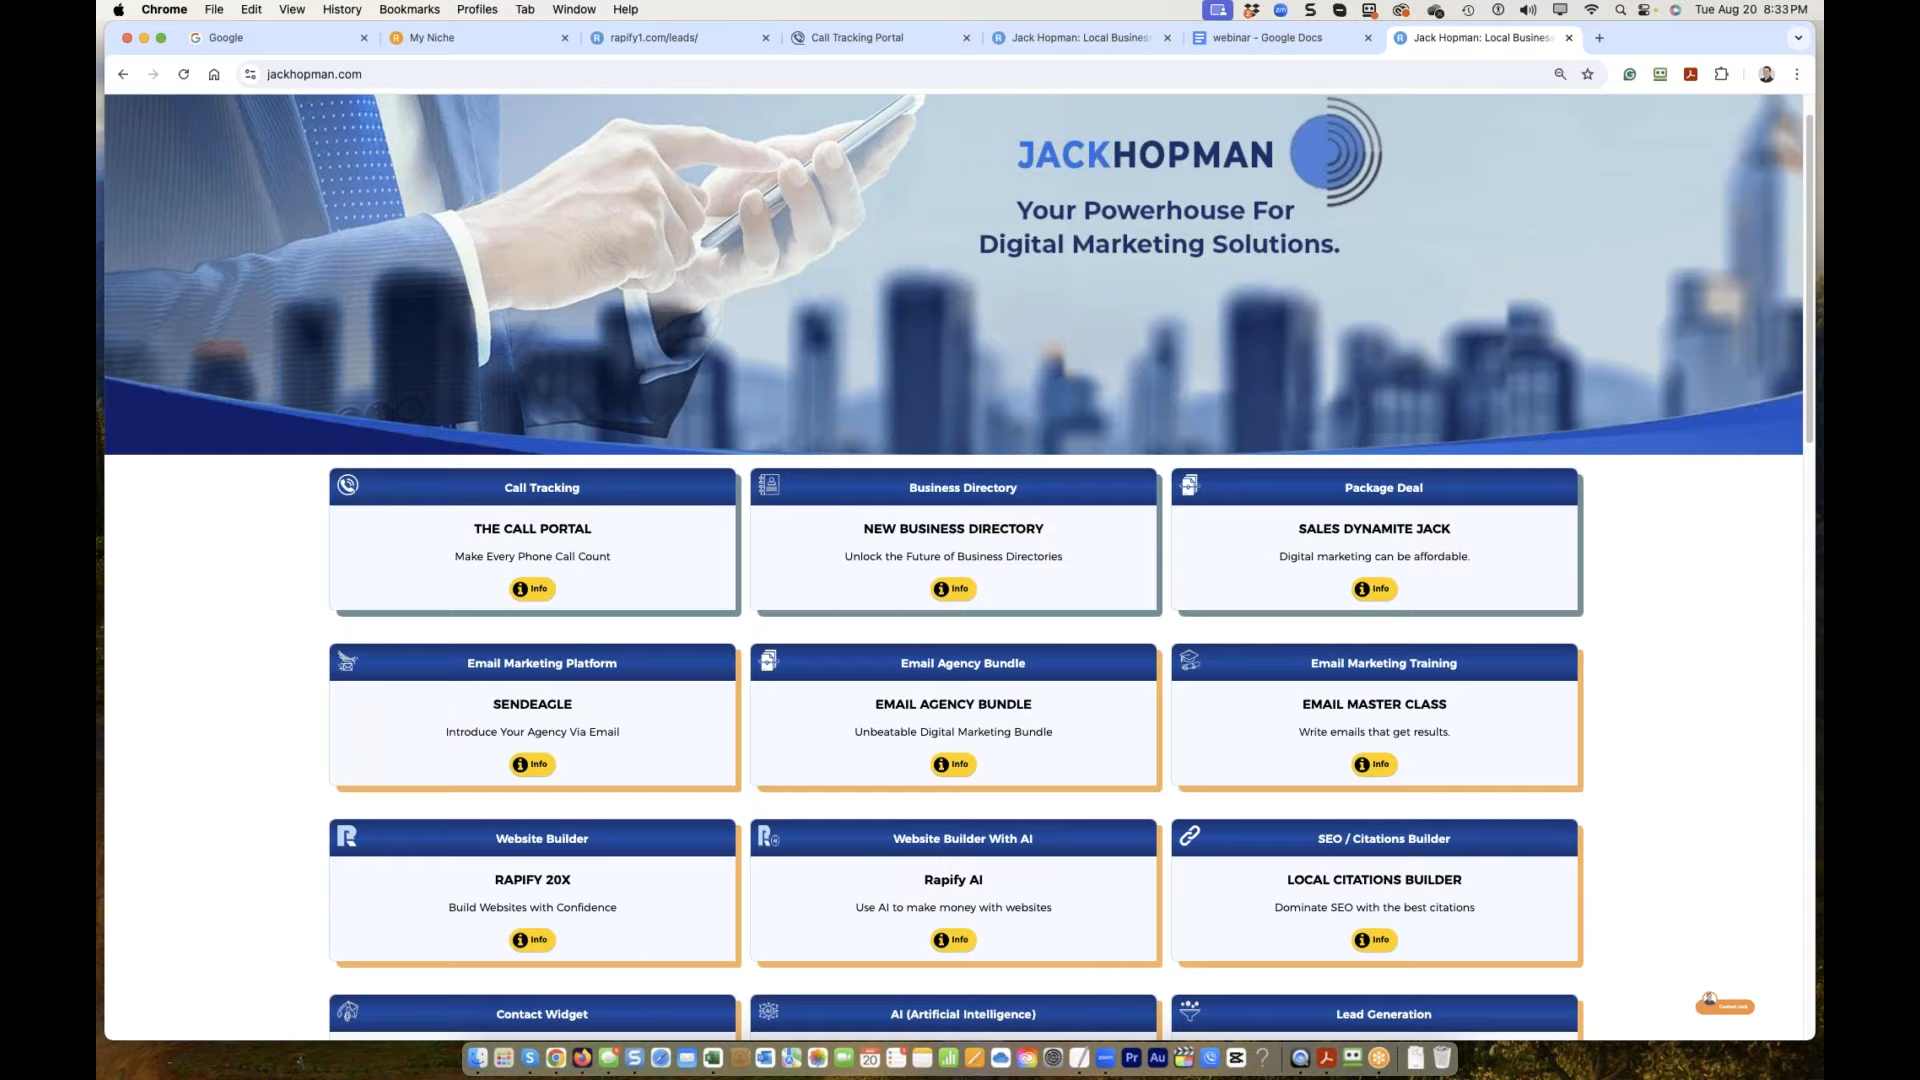 Chrome File Edit View History Bookmarks Profiles Tab Window Help Tue Aug 20 8:33 PM
Google My Niche rapify1.com/leads/ Call Tracking Portal Jack Hopman: Local Busines webinar - Google Docs Jack Hopman: Local Business
jackhopman.com
JACKHOPMAN
Your Powerhouse For
Digital Marketing Solutions.
Call Tracking
THE CALL PORTAL
Make Every Phone Call Count
Info
Business Directory
NEW BUSINESS DIRECTORY
Unlock the Future of Business Directories
Info
Package Deal
SALES DYNAMITE JACK
Digital marketing can be affordable.
Info
Email Marketing Platform
SENDEAGLE
Introduce Your Agency Via Email
Info
Email Agency Bundle
EMAIL AGENCY BUNDLE
Unbeatable Digital Marketing Bundle
Info
Email Marketing Training
EMAIL MASTER CLASS
Write emails that get results.
Info
Website Builder
RAPIFY 20X
Build Websites with Confidence
Info
Website Builder With AI
Rapify AI
Use AI to make money with websites
Info
SEO / Citations Builder
LOCAL CITATIONS BUILDER
Dominate SEO with the best citations
Info
Contact Widget
AI (Artificial Intelligence)
Lead Generation
Contact Jack